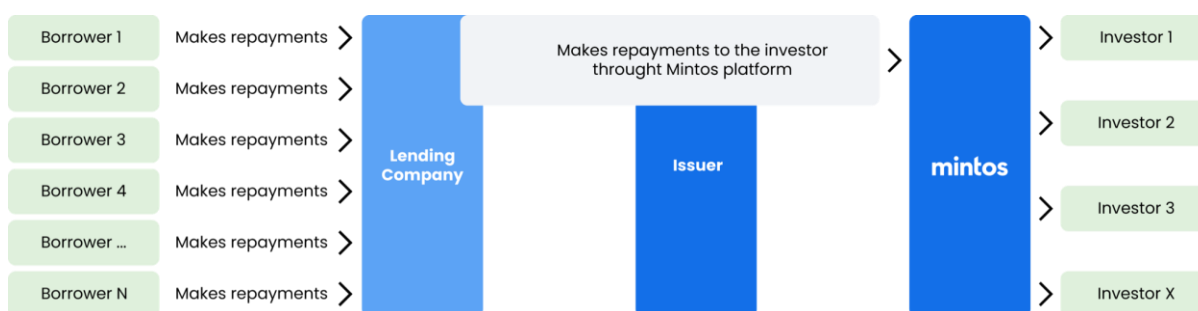 Borrower 1 Makes repayments
Borrower 2 Makes repayments
Borrower 3 Makes repayments
Borrower 4 Makes repayments
Borrower ... Makes repayments
Borrower N Makes repayments
Lending
Company
Makes repayments to the investor
throught Mintos platform
Issuer
mintos
Investor 1
Investor 2
Investor 3
Investor X